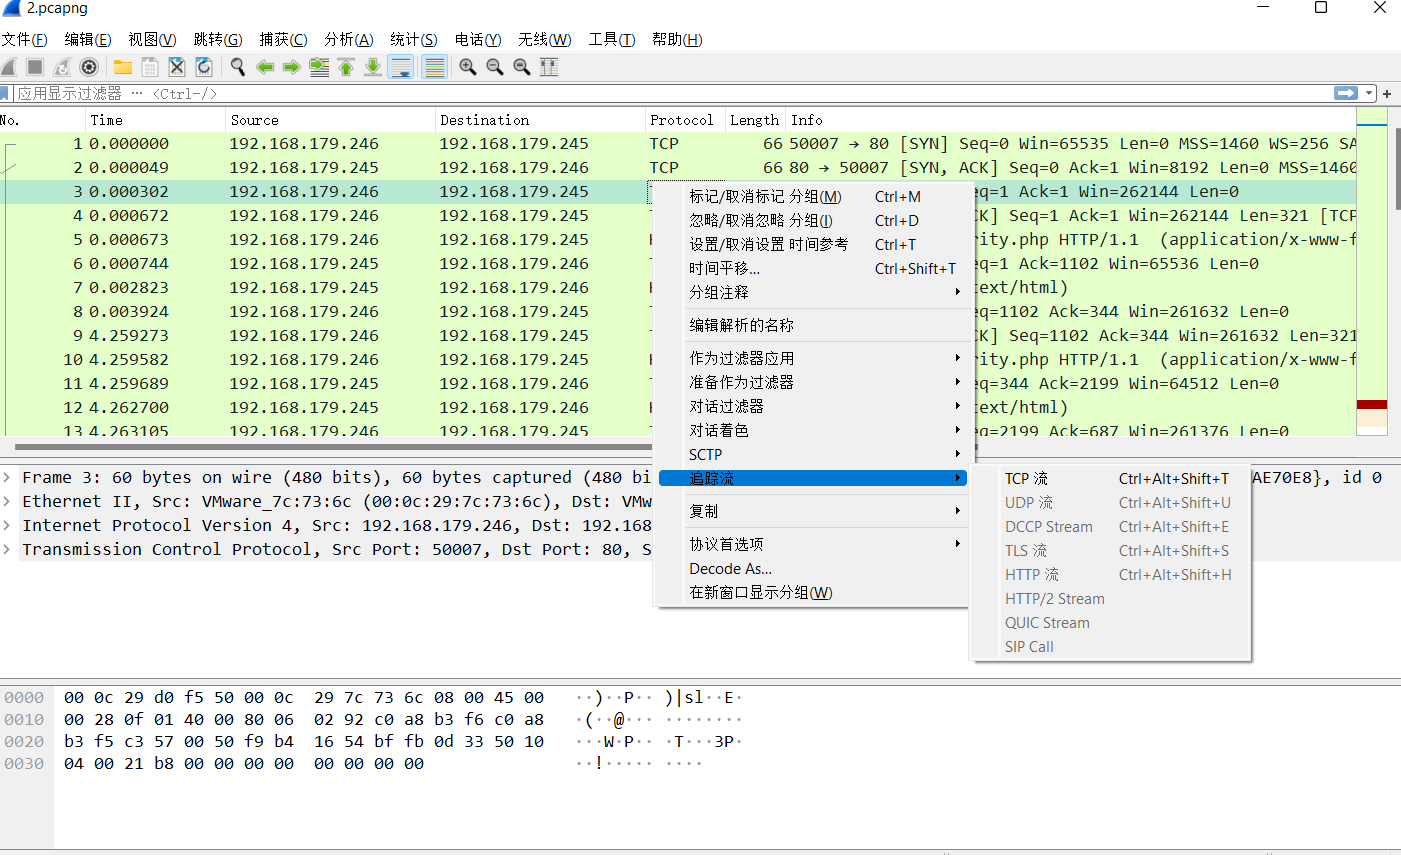 2.pcapng
文件(F) 编辑(E) 视图(V) 跳转(G) 捕获(C) 分析(A) 统计(S) 电话(Y) 无线(W) 工具(T) 帮助(H)
应用显示过滤器 … <Ctrl-/> +
No. Time Source Destination Protocol Length Info
1 0.000000 192.168.179.246 192.168.179.245 TCP 66 50007 → 80 [SYN] Seq=0 Win=65535 Len=0 MSS=1460 WS=256 SA
2 0.000049 192.168.179.245 192.168.179.246 TCP 66 80 → 50007 [SYN, ACK] Seq=0 Ack=1 Win=8192 Len=0 MSS=1460
3 0.000302 192.168.179.246 192.168.179.245 eq=1 Ack=1 Win=262144 Len=0
4 0.000672 192.168.179.246 192.168.179.245 CK] Seq=1 Ack=1 Win=262144 Len=321 [TCP
5 0.000673 192.168.179.246 192.168.179.245 rity.php HTTP/1.1 (application/x-www-f
6 0.000744 192.168.179.245 192.168.179.246 eq=1 Ack=1102 Win=65536 Len=0
7 0.002823 192.168.179.245 192.168.179.246 text/html)
8 0.003924 192.168.179.246 192.168.179.245 eq=1102 Ack=344 Win=261632 Len=0
9 4.259273 192.168.179.246 192.168.179.245 CK] Seq=1102 Ack=344 Win=261632 Len=321
10 4.259582 192.168.179.246 192.168.179.245 rity.php HTTP/1.1 (application/x-www-f
11 4.259689 192.168.179.245 192.168.179.246 eq=344 Ack=2199 Win=64512 Len=0
12 4.262700 192.168.179.245 192.168.179.246 text/html)
13 4.263105 192.168.179.246 192.168.179.245 eq=2199 Ack=687 Win=261376 Len=0
标记/取消标记 分组(M) Ctrl+M
忽略/取消忽略 分组(I) Ctrl+D
设置/取消设置 时间参考 Ctrl+T
时间平移... Ctrl+Shift+T
分组注释
编辑解析的名称
作为过滤器应用
准备作为过滤器
对话过滤器
对话着色
SCTP
追踪流
复制
协议首选项
Decode As...
在新窗口显示分组(W)
TCP 流 Ctrl+Alt+Shift+T
UDP 流 Ctrl+Alt+Shift+U
DCCP Stream Ctrl+Alt+Shift+E
TLS 流 Ctrl+Alt+Shift+S
HTTP 流 Ctrl+Alt+Shift+H
HTTP/2 Stream
QUIC Stream
SIP Call
Frame 3: 60 bytes on wire (480 bits), 60 bytes captured (480 bi AE70E8}, id 0
Ethernet II, Src: VMware_7c:73:6c (00:0c:29:7c:73:6c), Dst: VMw
Internet Protocol Version 4, Src: 192.168.179.246, Dst: 192.168
Transmission Control Protocol, Src Port: 50007, Dst Port: 80, S
0000 00 0c 29 d0 f5 50 00 0c 29 7c 73 6c 08 00 45 00 ··)··P·· )|sl··E·
0010 00 28 0f 01 40 00 80 06 02 92 c0 a8 b3 f6 c0 a8 ·(··@··· ········
0020 b3 f5 c3 57 00 50 f9 b4 16 54 bf fb 0d 33 50 10 ···W·P·· ·T···3P·
0030 04 00 21 b8 00 00 00 00 00 00 00 00 ··!····· ····